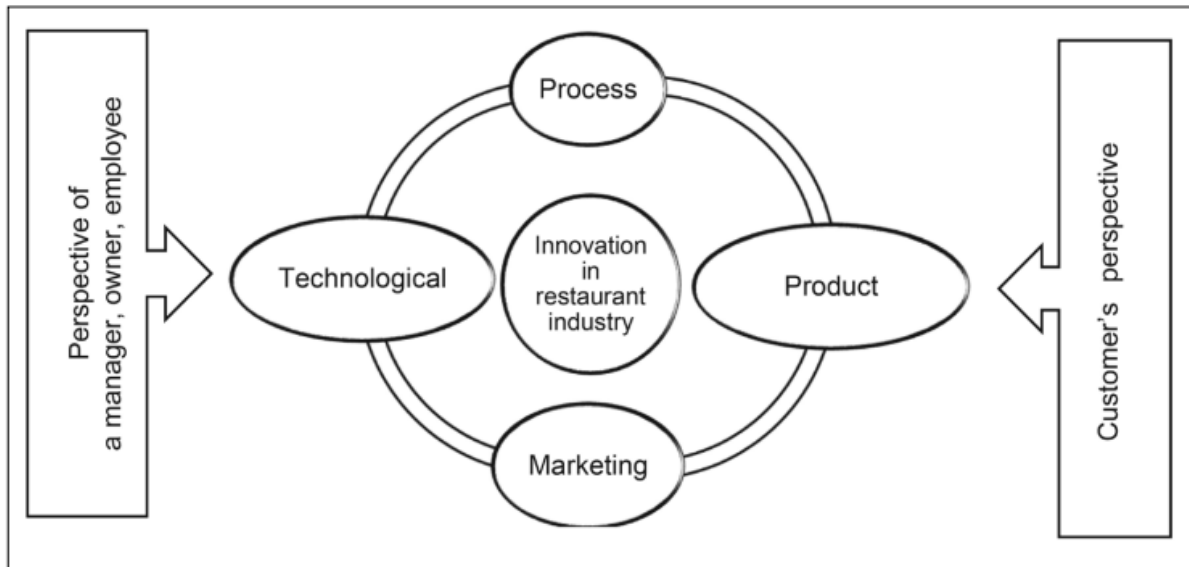 Perspective of
a manager, owner, employee
Process
Technological
Innovation
in
restaurant
industry
Product
Marketing
Customer's perspective